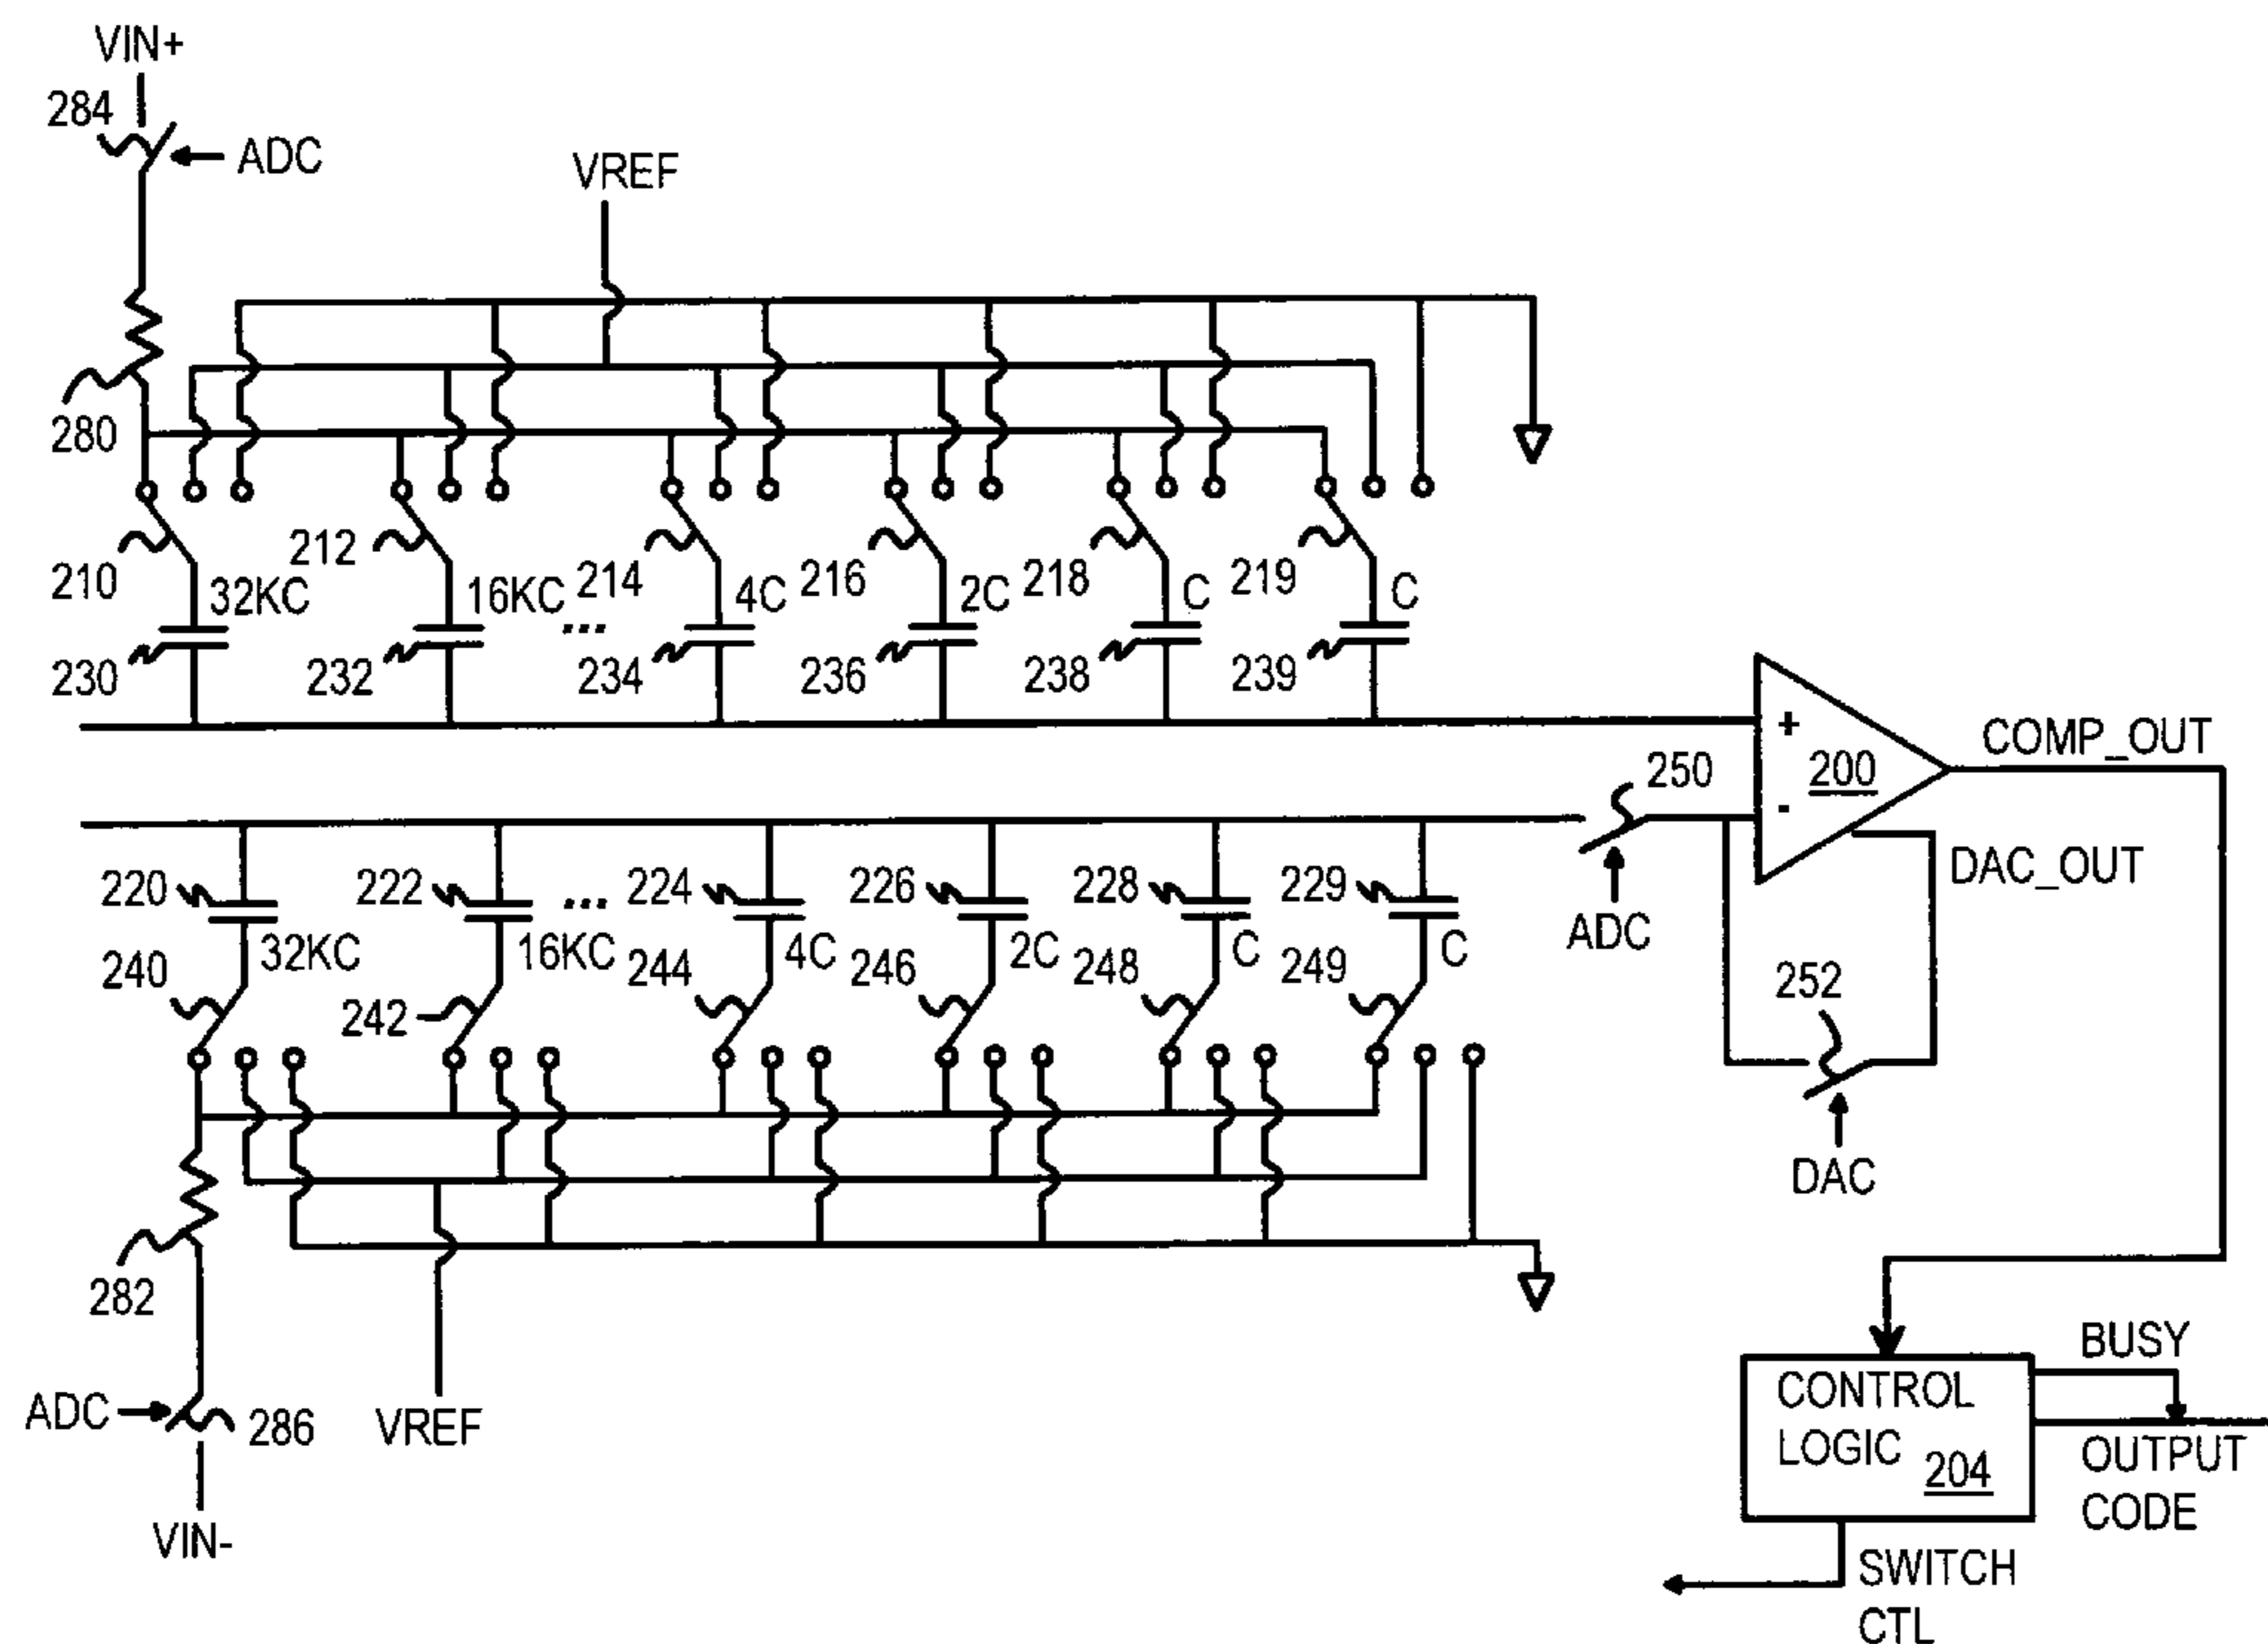 VIN+
284
ADC
VREF
280
210
32KC
212
16KC
214
4C
216
2C
218
C
219
C
230
232
...
234
236
238
239
+
200
-
COMP_OUT
250
DAC_OUT
ADC
220
222
...
224
226
228
229
240
32KC
242
16KC
244
4C
246
2C
248
C
249
C
252
DAC
282
ADC
286
VREF
VIN-
CONTROL
LOGIC
204
BUSY
OUTPUT
CODE
SWITCH
CTL